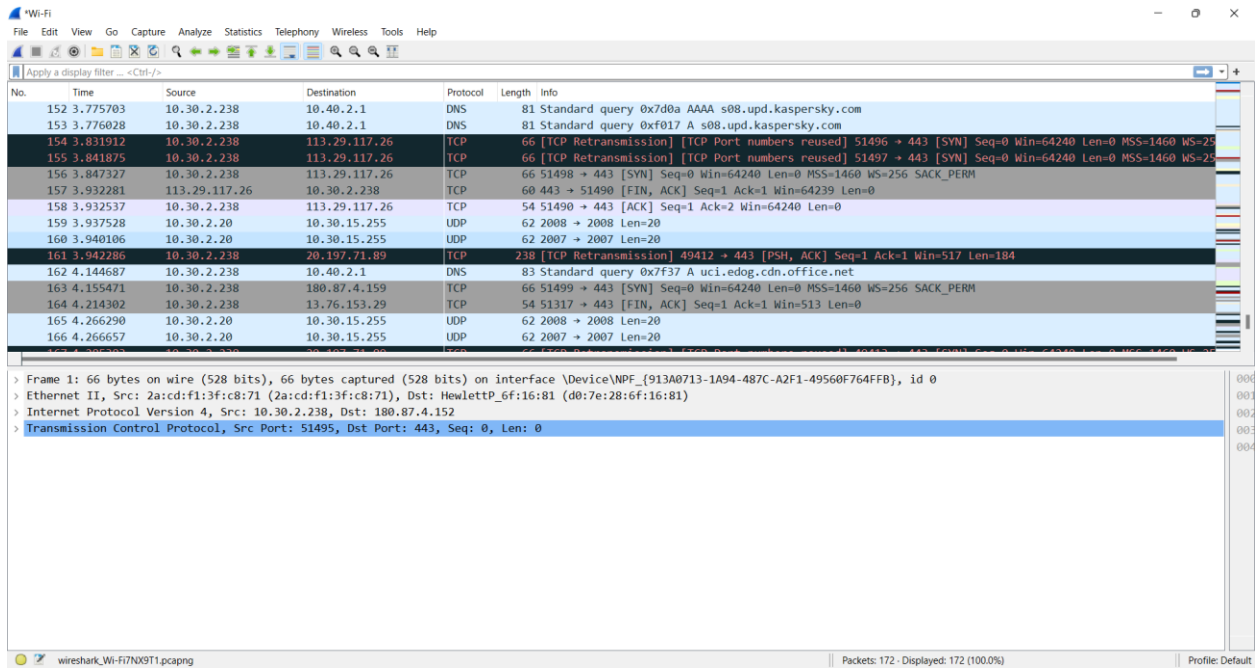 *Wi-Fi
File Edit View Go Capture Analyze Statistics Telephony Wireless Tools Help
Apply a display filter ... <Ctrl-/>
No. Time Source Destination Protocol Length Info
152 3.775703 10.30.2.238 10.40.2.1 DNS 81 Standard query 0x7d0a AAAA s08.upd.kaspersky.com
153 3.776028 10.30.2.238 10.40.2.1 DNS 81 Standard query 0xf017 A s08.upd.kaspersky.com
154 3.831912 10.30.2.238 113.29.117.26 TCP 66 [TCP Retransmission] [TCP Port numbers reused] 51496 → 443 [SYN] Seq=0 Win=64240 Len=0 MSS=1460 WS=25
155 3.841875 10.30.2.238 113.29.117.26 TCP 66 [TCP Retransmission] [TCP Port numbers reused] 51497 → 443 [SYN] Seq=0 Win=64240 Len=0 MSS=1460 WS=25
156 3.847327 10.30.2.238 113.29.117.26 TCP 66 51498 → 443 [SYN] Seq=0 Win=64240 Len=0 MSS=1460 WS=256 SACK_PERM
157 3.932281 113.29.117.26 10.30.2.238 TCP 60 443 → 51490 [FIN, ACK] Seq=1 Ack=1 Win=64239 Len=0
158 3.932537 10.30.2.238 113.29.117.26 TCP 54 51490 → 443 [ACK] Seq=1 Ack=2 Win=64240 Len=0
159 3.937528 10.30.2.20 10.30.15.255 UDP 62 2008 → 2008 Len=20
160 3.940106 10.30.2.20 10.30.15.255 UDP 62 2007 → 2007 Len=20
161 3.942286 10.30.2.238 20.197.71.89 TCP 238 [TCP Retransmission] 49412 → 443 [PSH, ACK] Seq=1 Ack=1 Win=517 Len=184
162 4.144687 10.30.2.238 10.40.2.1 DNS 83 Standard query 0x7f37 A uci.edog.cdn.office.net
163 4.155471 10.30.2.238 180.87.4.159 TCP 66 51499 → 443 [SYN] Seq=0 Win=64240 Len=0 MSS=1460 WS=256 SACK_PERM
164 4.214302 10.30.2.238 13.76.153.29 TCP 54 51317 → 443 [FIN, ACK] Seq=1 Ack=1 Win=513 Len=0
165 4.266290 10.30.2.20 10.30.15.255 UDP 62 2008 → 2008 Len=20
166 4.266657 10.30.2.20 10.30.15.255 UDP 62 2007 → 2007 Len=20
> Frame 1: 66 bytes on wire (528 bits), 66 bytes captured (528 bits) on interface \Device\NPF_{913A0713-1A94-487C-A2F1-49560F764FFB}, id 0
> Ethernet II, Src: 2a:cd:f1:3f:c8:71 (2a:cd:f1:3f:c8:71), Dst: HewlettP_6f:16:81 (d0:7e:28:6f:16:81)
> Internet Protocol Version 4, Src: 10.30.2.238, Dst: 180.87.4.152
> Transmission Control Protocol, Src Port: 51495, Dst Port: 443, Seq: 0, Len: 0
000
001
002
003
004
wireshark_Wi-Fi7NX9T1.pcapng Packets: 172 · Displayed: 172 (100.0%) Profile: Default